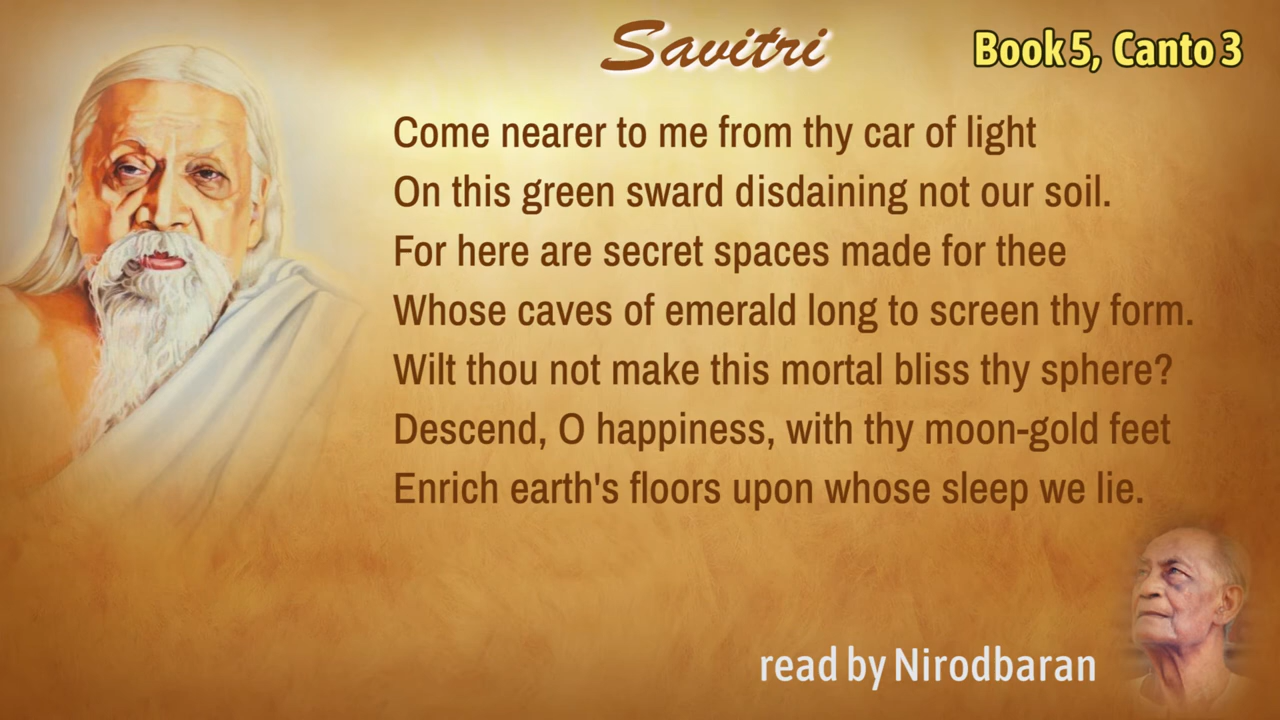 Savitri
Book 5, Canto 3
Come nearer to me from thy car of light
On this green sward disdaining not our soil.
For here are secret spaces made for thee
Whose caves of emerald long to screen thy form.
Wilt thou not make this mortal bliss thy sphere?
Descend, O happiness, with thy moon-gold feet
Enrich earth's floors upon whose sleep we lie.
read by Nirodbaran